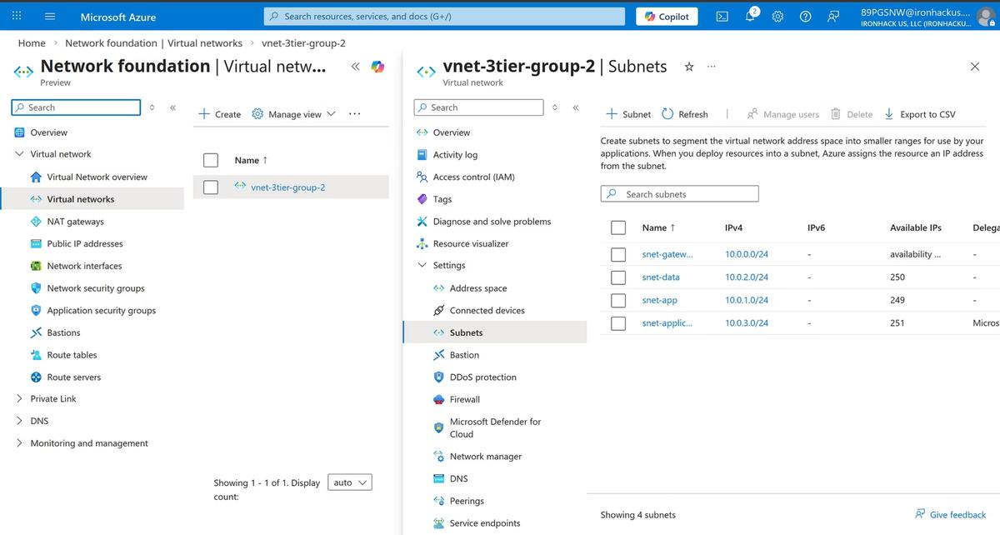 Microsoft Azure
Search resources, services, and docs (G+/)
Copilot
2
89PGSNW@ironhackus....
IRONHACK US, LLC (IRONHACKU...
Home > Network foundation | Virtual networks > vnet-3tier-group-2
Network foundation | Virtual netw...
Preview
Search
Create
Manage view
Overview
Virtual network
Virtual Network overview
Virtual networks
NAT gateways
Public IP addresses
Network interfaces
Network security groups
Application security groups
Bastions
Route tables
Route servers
Private Link
DNS
Monitoring and management
Name ↑
vnet-3tier-group-2
Showing 1 - 1 of 1. Display
count:
auto
vnet-3tier-group-2 | Subnets
Virtual network
Search
Overview
Activity log
Access control (IAM)
Tags
Diagnose and solve problems
Resource visualizer
Settings
Address space
Connected devices
Subnets
Bastion
DDoS protection
Firewall
Microsoft Defender for
Cloud
Network manager
DNS
Peerings
Service endpoints
Subnet
Refresh
Manage users
Delete
Export to CSV
Create subnets to segment the virtual network address space into smaller ranges for use by your
applications. When you deploy resources into a subnet, Azure assigns the resource an IP address
from the subnet.
Search subnets
Name ↑ IPv4 IPv6 Available IPs Delega
snet-gatew... 10.0.0.0/24 - availability ... -
snet-data 10.0.2.0/24 - 250 -
snet-app 10.0.1.0/24 - 249 -
snet-applic... 10.0.3.0/24 - 251 Micros
Showing 4 subnets
Give feedback